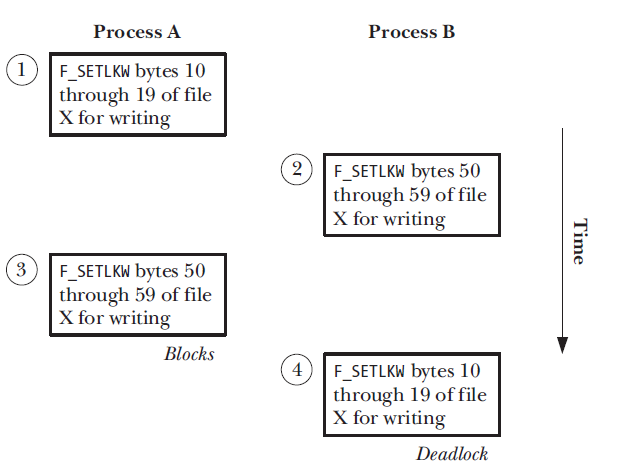 Process A
Process B
1
F_SETLKW bytes 10
through 19 of file
X for writing
2
F_SETLKW bytes 50
through 59 of file
X for writing
Time
3
F_SETLKW bytes 50
through 59 of file
X for writing
Blocks
4
F_SETLKW bytes 10
through 19 of file
X for writing
Deadlock